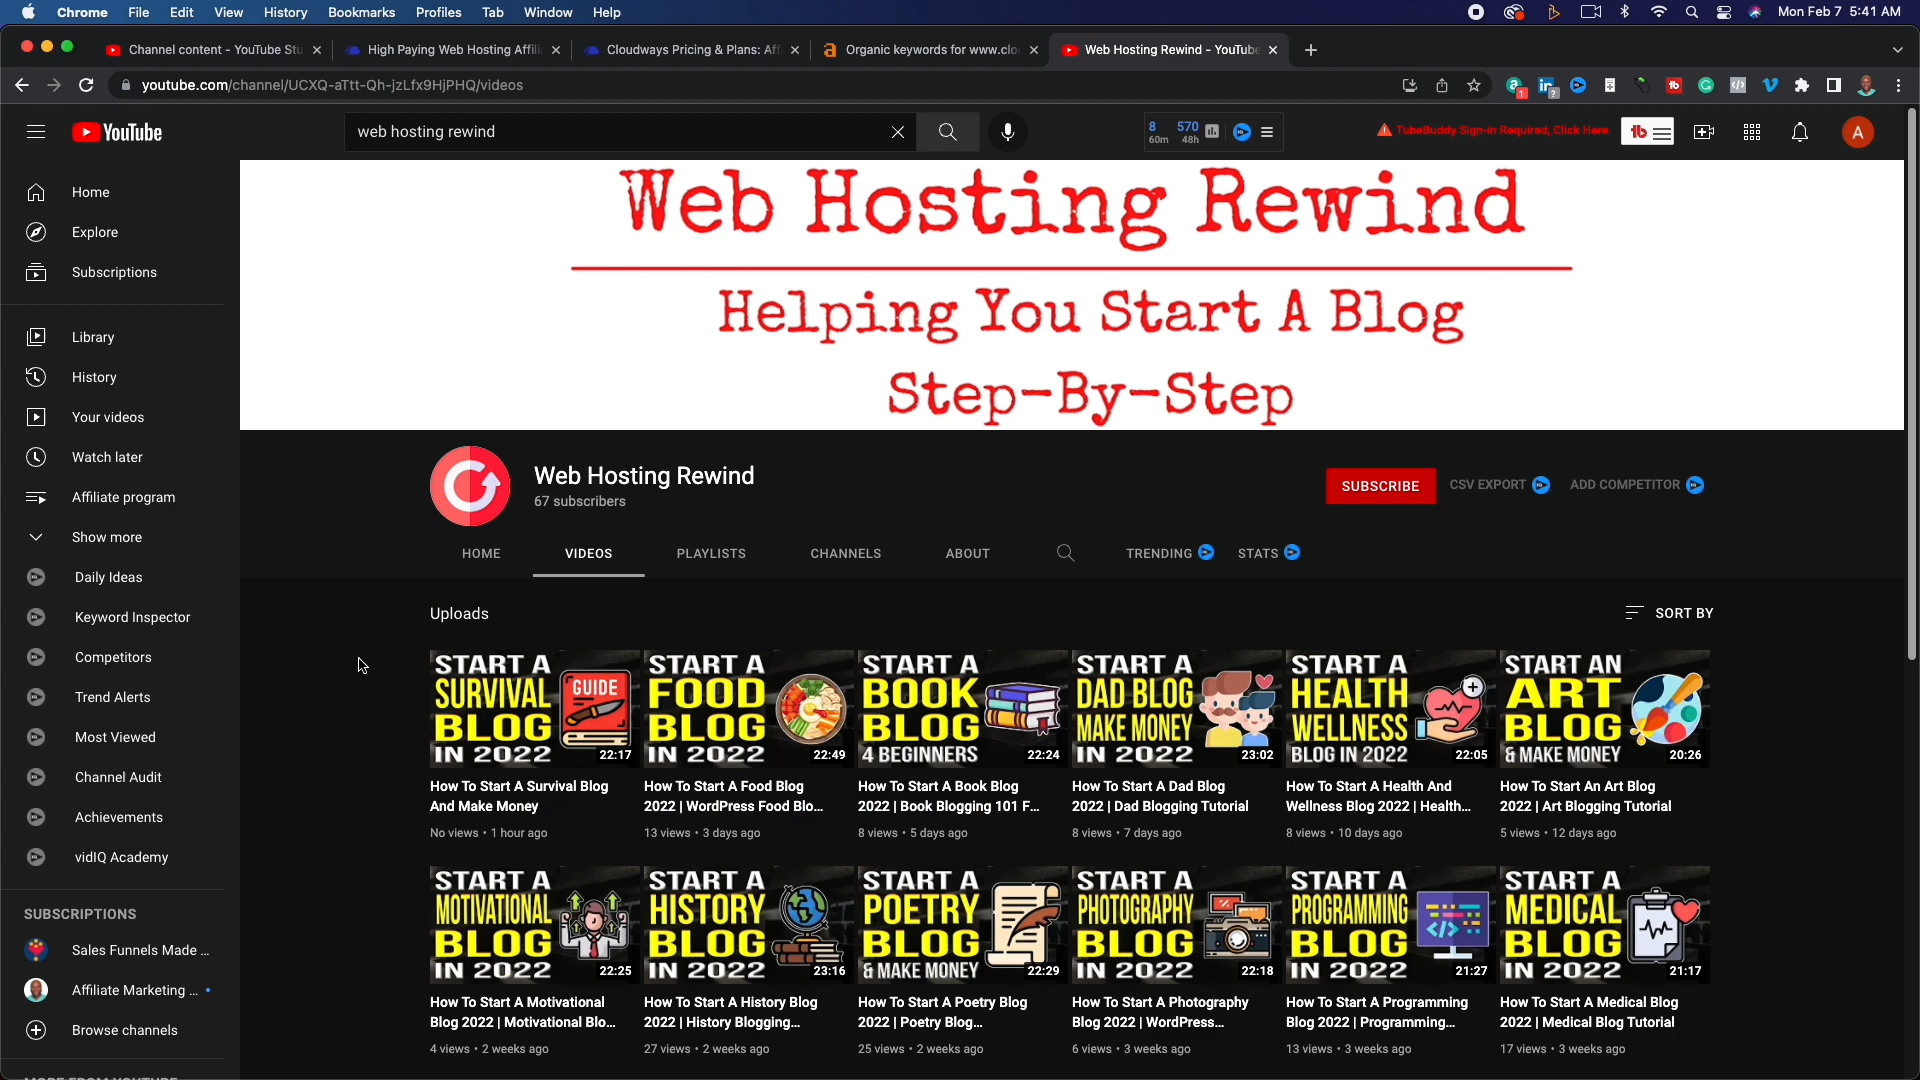 Chrome File Edit View History Bookmarks Profiles Tab Window Help Mon Feb 7 5:41 AM
Channel content - YouTube Stu High Paying Web Hosting Affili Cloudways Pricing & Plans: Aff Organic keywords for www.clou Web Hosting Rewind - YouTube
youtube.com/channel/UCXQ-aTtt-Qh-jzLfx9HjPHQ/videos
YouTube
web hosting rewind
8 570
60m 48h
TubeBuddy Sign-in Required, Click Here
A
Home
Explore
Subscriptions
Library
History
Your videos
Watch later
Affiliate program
Show more
Daily Ideas
Keyword Inspector
Competitors
Trend Alerts
Most Viewed
Channel Audit
Achievements
vidIQ Academy
SUBSCRIPTIONS
Sales Funnels Made ...
Affiliate Marketing ...
Browse channels
MORE FROM YOUTUBE
Web Hosting Rewind
Helping You Start A Blog
Step-By-Step
Web Hosting Rewind
67 subscribers
SUBSCRIBE CSV EXPORT ADD COMPETITOR
HOME VIDEOS PLAYLISTS CHANNELS ABOUT TRENDING STATS
Uploads
SORT BY
START A
SURVIVAL
BLOG
IN 2022
GUIDE
22:17
How To Start A Survival Blog
And Make Money
No views • 1 hour ago
START A
FOOD
BLOG
IN 2022
22:49
How To Start A Food Blog
2022 | WordPress Food Blo...
13 views • 3 days ago
START A
BOOK
BLOG
4 BEGINNERS
22:24
How To Start A Book Blog
2022 | Book Blogging 101 F...
8 views • 5 days ago
START A
DAD BLOG
MAKE MONEY
IN 2022
23:02
How To Start A Dad Blog
2022 | Dad Blogging Tutorial
8 views • 7 days ago
START A
HEALTH
WELLNESS
BLOG IN 2022
22:05
How To Start A Health And
Wellness Blog 2022 | Health...
8 views • 10 days ago
START AN
ART
BLOG
& MAKE MONEY
20:26
How To Start An Art Blog
2022 | Art Blogging Tutorial
5 views • 12 days ago
START A
MOTIVATIONAL
BLOG
IN 2022
22:25
How To Start A Motivational
Blog 2022 | Motivational Blo...
4 views • 2 weeks ago
START A
HISTORY
BLOG
IN 2022
23:16
How To Start A History Blog
2022 | History Blogging...
27 views • 2 weeks ago
START A
POETRY
BLOG
& MAKE MONEY
22:29
How To Start A Poetry Blog
2022 | Poetry Blog...
25 views • 2 weeks ago
START A
PHOTOGRAPHY
BLOG
IN 2022
22:18
How To Start A Photography
Blog 2022 | WordPress...
6 views • 3 weeks ago
START A
PROGRAMMING
BLOG
IN 2022
21:27
How To Start A Programming
Blog 2022 | Programming...
13 views • 3 weeks ago
START A
MEDICAL
BLOG
IN 2022
21:17
How To Start A Medical Blog
2022 | Medical Blog Tutorial
17 views • 3 weeks ago